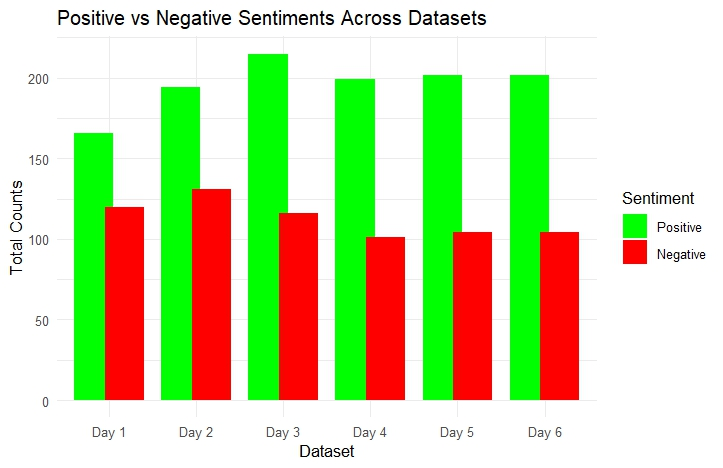 Positive vs Negative Sentiments Across Datasets
Total Counts
200
150
100
50
0
Day 1 Day 2 Day 3 Day 4 Day 5 Day 6
Dataset
Sentiment
Positive
Negative